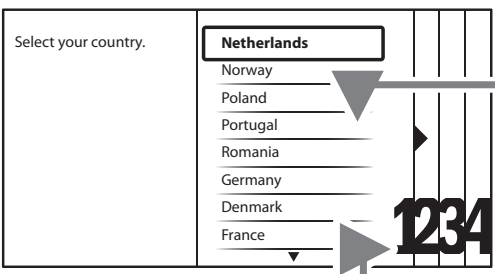 Select your country.
Netherlands
Norway
Poland
Portugal
Romania
Germany
Denmark
France
1234